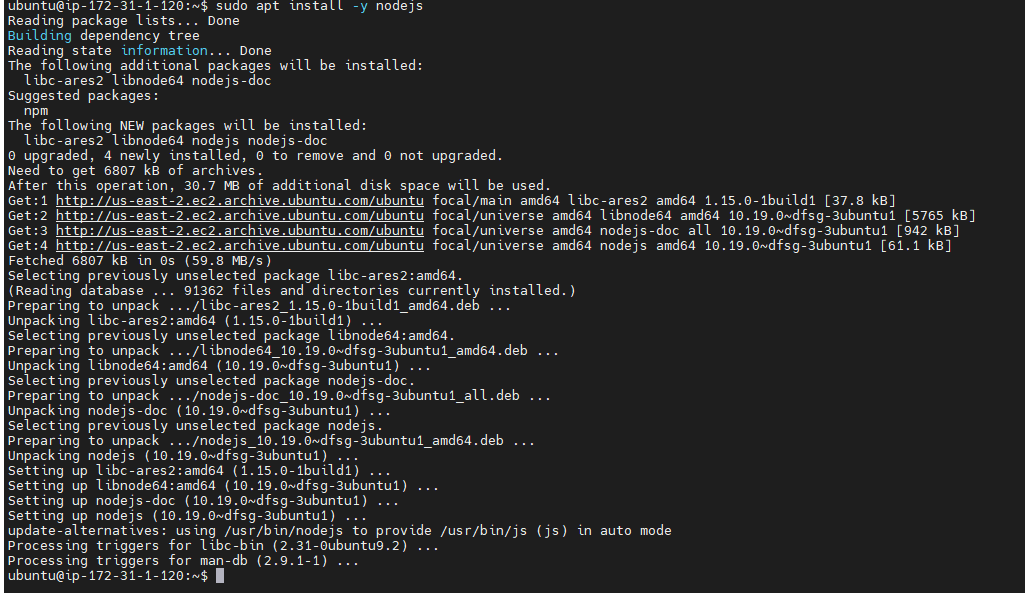 ubuntu@ip-172-31-1-120:~$ sudo apt install -y nodejs
Reading package lists... Done
Building dependency tree
Reading state information... Done
The following additional packages will be installed:
  libc-ares2 libnode64 nodejs-doc
Suggested packages:
  npm
The following NEW packages will be installed:
  libc-ares2 libnode64 nodejs nodejs-doc
0 upgraded, 4 newly installed, 0 to remove and 0 not upgraded.
Need to get 6807 kB of archives.
After this operation, 30.7 MB of additional disk space will be used.
Get:1 http://us-east-2.ec2.archive.ubuntu.com/ubuntu focal/main amd64 libc-ares2 amd64 1.15.0-1build1 [37.8 kB]
Get:2 http://us-east-2.ec2.archive.ubuntu.com/ubuntu focal/universe amd64 libnode64 amd64 10.19.0~dfsg-3ubuntu1 [5765 kB]
Get:3 http://us-east-2.ec2.archive.ubuntu.com/ubuntu focal/universe amd64 nodejs-doc all 10.19.0~dfsg-3ubuntu1 [942 kB]
Get:4 http://us-east-2.ec2.archive.ubuntu.com/ubuntu focal/universe amd64 nodejs amd64 10.19.0~dfsg-3ubuntu1 [61.1 kB]
Fetched 6807 kB in 0s (59.8 MB/s)
Selecting previously unselected package libc-ares2:amd64.
(Reading database ... 91362 files and directories currently installed.)
Preparing to unpack .../libc-ares2_1.15.0-1build1_amd64.deb ...
Unpacking libc-ares2:amd64 (1.15.0-1build1) ...
Selecting previously unselected package libnode64:amd64.
Preparing to unpack .../libnode64_10.19.0~dfsg-3ubuntu1_amd64.deb ...
Unpacking libnode64:amd64 (10.19.0~dfsg-3ubuntu1) ...
Selecting previously unselected package nodejs-doc.
Preparing to unpack .../nodejs-doc_10.19.0~dfsg-3ubuntu1_all.deb ...
Unpacking nodejs-doc (10.19.0~dfsg-3ubuntu1) ...
Selecting previously unselected package nodejs.
Preparing to unpack .../nodejs_10.19.0~dfsg-3ubuntu1_amd64.deb ...
Unpacking nodejs (10.19.0~dfsg-3ubuntu1) ...
Setting up libc-ares2:amd64 (1.15.0-1build1) ...
Setting up libnode64:amd64 (10.19.0~dfsg-3ubuntu1) ...
Setting up nodejs-doc (10.19.0~dfsg-3ubuntu1) ...
Setting up nodejs (10.19.0~dfsg-3ubuntu1) ...
update-alternatives: using /usr/bin/nodejs to provide /usr/bin/js (js) in auto mode
Processing triggers for libc-bin (2.31-0ubuntu9.2) ...
Processing triggers for man-db (2.9.1-1) ...
ubuntu@ip-172-31-1-120:~$